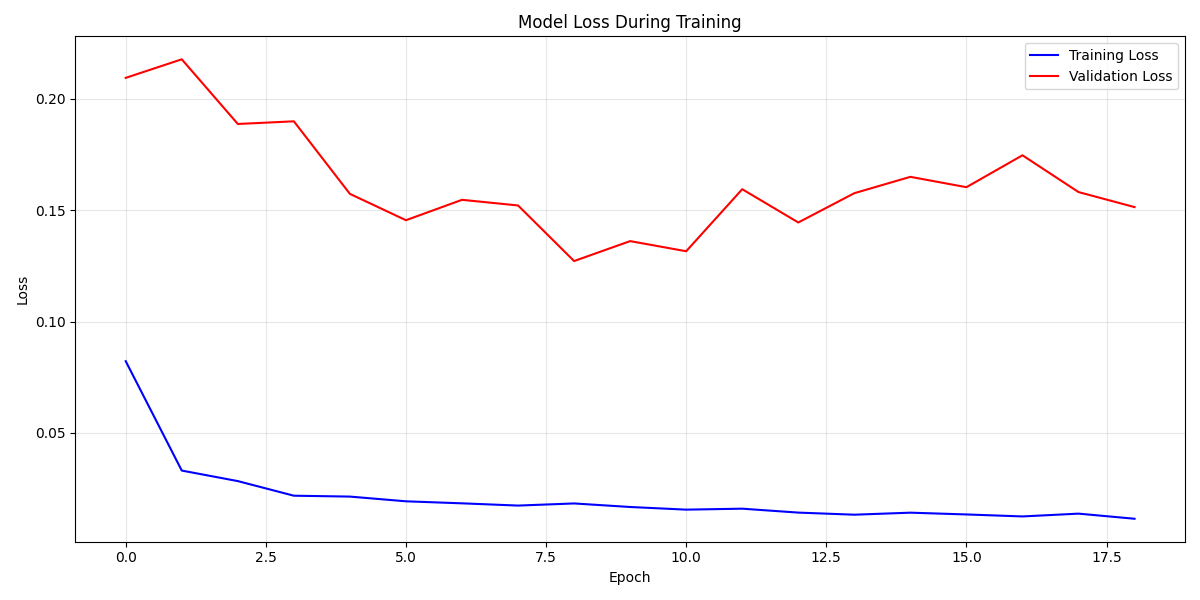 Model Loss During Training
Training Loss
Validation Loss
Loss
0.20
0.15
0.10
0.05
0.0 2.5 5.0 7.5 10.0 12.5 15.0 17.5
Epoch